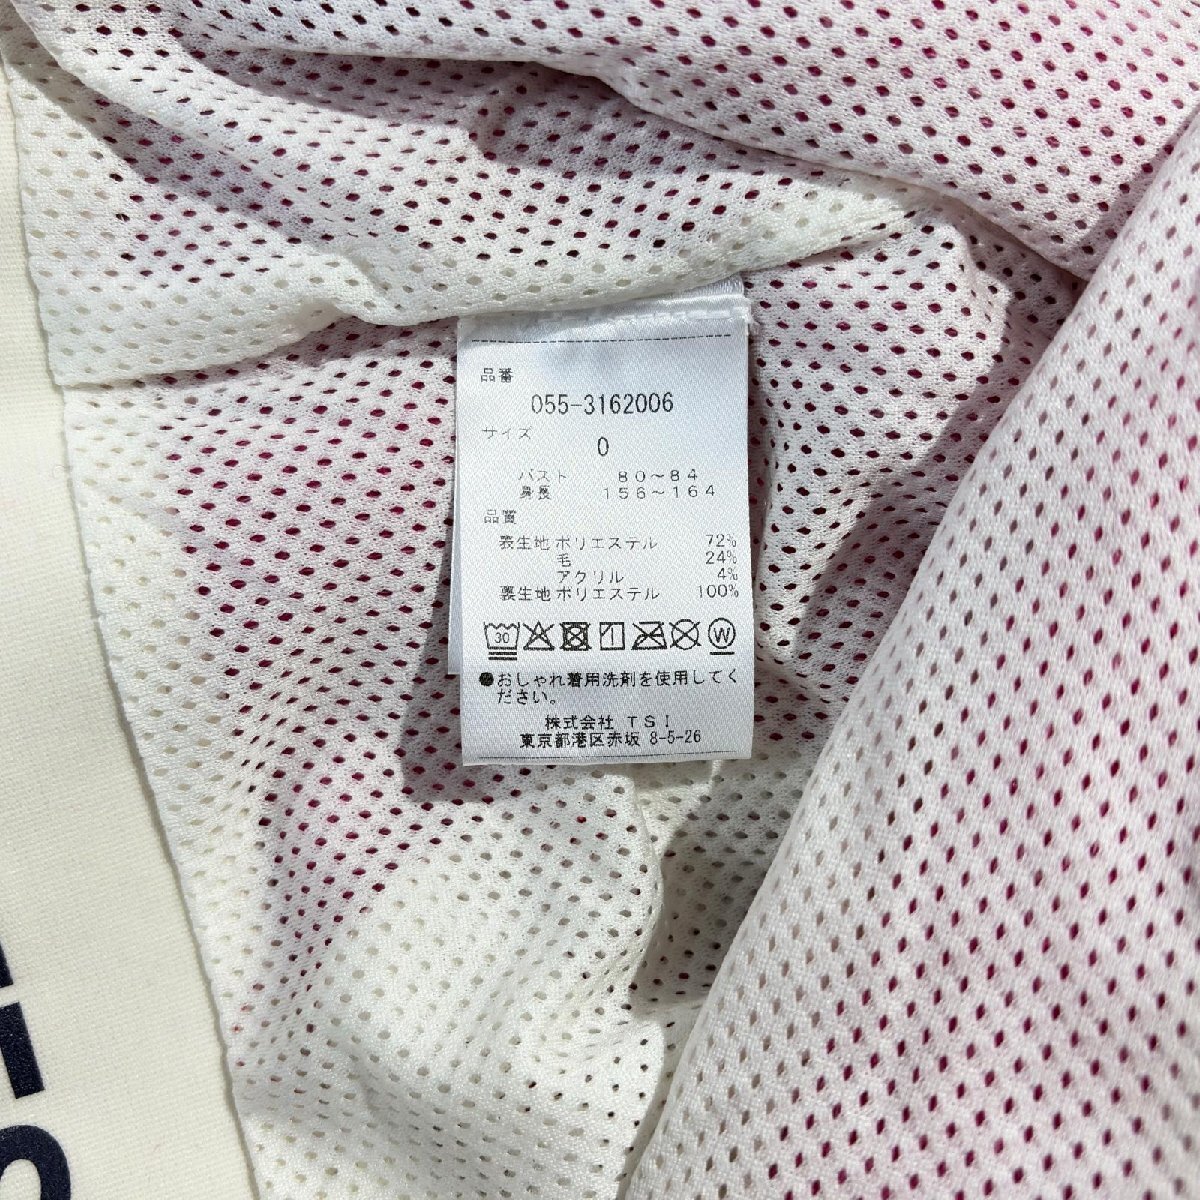 品番
055-3162006
サイズ
0
バスト 80～84
身長 156～164
品質
表生地 ポリエステル 72%
毛 24%
アクリル 4%
裏生地 ポリエステル 100%
30
W
●おしゃれ着用洗剤を使用してく
ださい。
株式会社 TSI
東京都港区赤坂 8-5-26